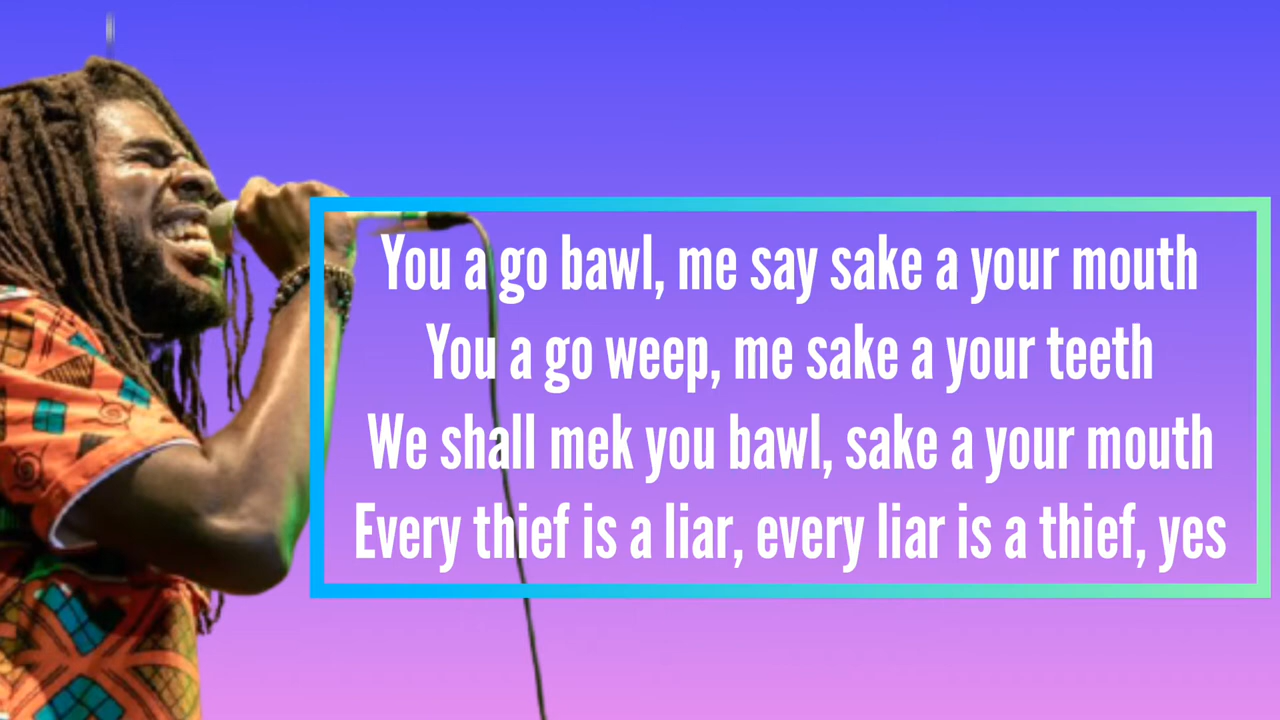 You a go bawl, me say sake a your mouth
You a go weep, me sake a your teeth
We shall mek you bawl, sake a your mouth
Every thief is a liar, every liar is a thief, yes